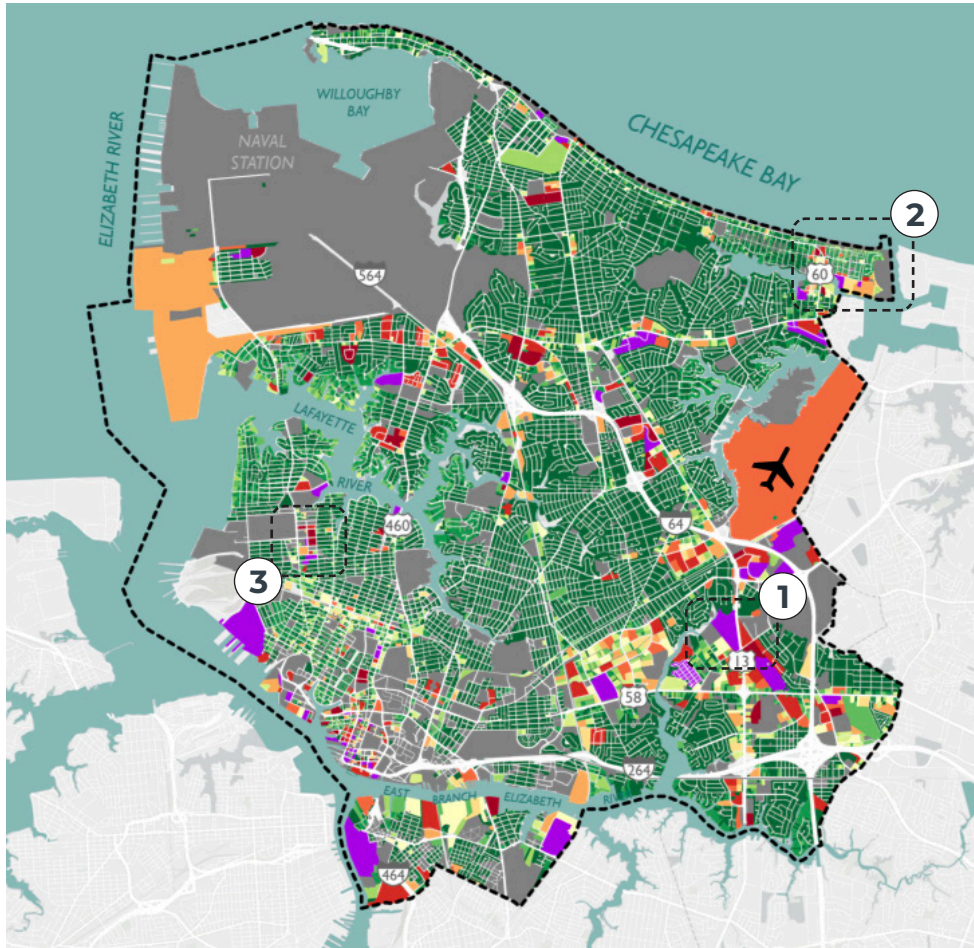 WILLOUGHBY
BAY
NAVAL
STATION
ELIZABETH RIVER
CHESAPEAKE BAY
2
60
564
LAFAYETTE
RIVER
460
64
3
1
13
58
264
EAST BRANCH ELIZABETH RIVER
464